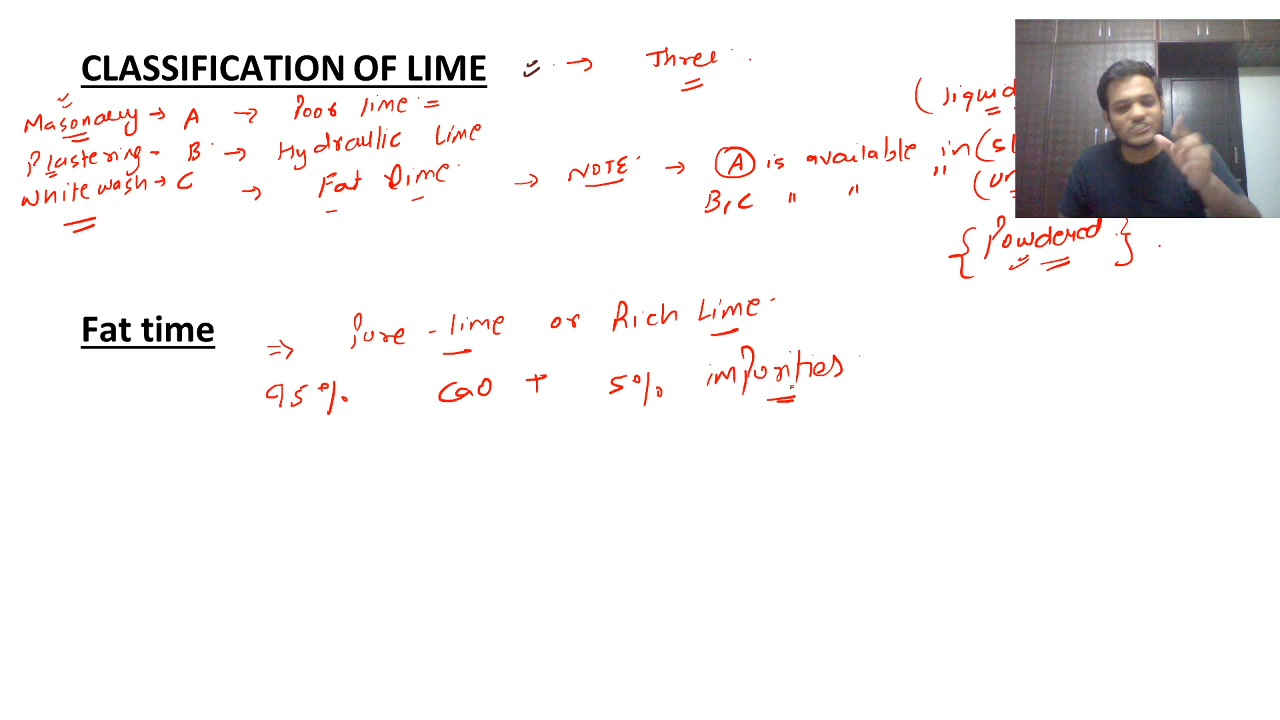 CLASSIFICATION OF LIME → Three
Masonary → A → Poor lime =
Plastering - B → Hydraullic Lime
White wash → C → Fat Lime → NOTE → (A) is available in
B, C " " "
(liquid
{ Powdered } .
Fat time
⇒ Pure - lime or Rich Lime
95% CaO + 5% impurities